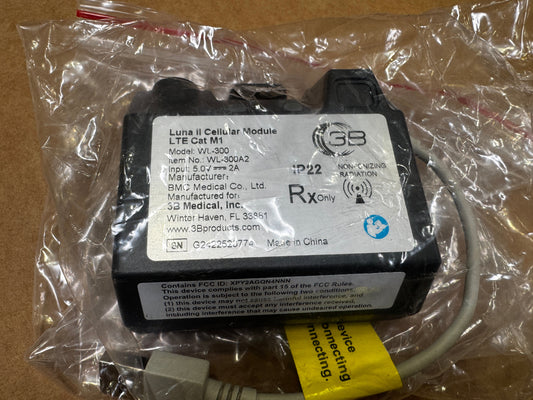 Luna II Cellular Module
LTE Cat M1
Model: WL-300
Item No.: WL-300A2
Input: 5.0V 2A
Manufacturer:
BMC Medical Co., Ltd.
Manufactured for:
3B Medical, Inc.
Winter Haven, FL 33881
www.3Bproducts.com
SN G242252077
Made in China
3B
IP22
NON-IONIZING
RADIATION
Rx Only
Contains FCC ID: XPY2AGQN4NNN
This device complies with part 15 of the FCC Rules.
Operation is subject to the following two conditions:
(1) this device may not cause harmful interference, and
(2) this device must accept any interference received,
including interference that may cause undesired operation.
device
connecting
connecting.